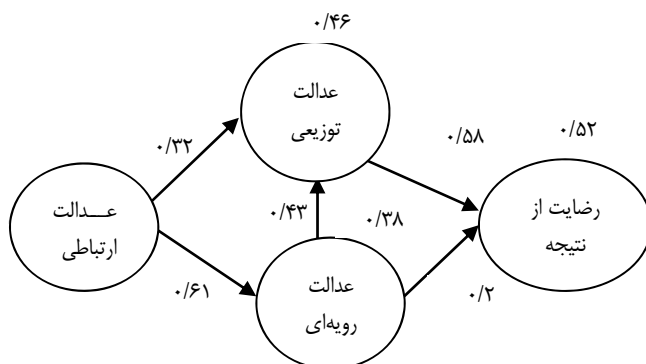 ۰/۴۶
عدالت
توزیعی
۰/۳۲
۰/۵۸
۰/۵۲
عـــدالت
ارتباطی
۰/۴۳
۰/۳۸
رضایت از
نتیجه
۰/۶۱
عدالت
رویه‌ای
۰/۲